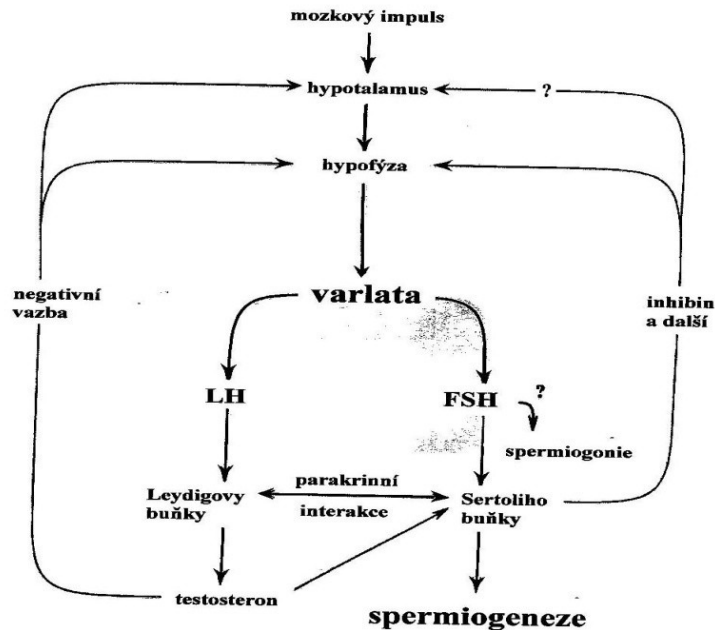 mozkový impuls
hypotalamus
?
hypofýza
negativní
vazba
varlata
inhibin
a další
LH
FSH
?
spermiogonie
Leydigovy
buňky
parakrinní
interakce
Sertoliho
buňky
testosteron
spermiogeneze